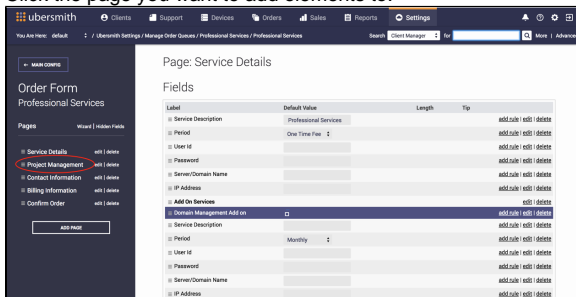 Click the page you want to add elements to:
ubersmith
Clients
Support
Devices
Orders
Sales
Reports
Settings
You Are Here: default / Ubersmith Settings / Manage Order Queues / Professional Services / Professional Services
Search Client Manager for More | Advance
← MAIN CONFIG
Order Form
Professional Services
Pages Wizard | Hidden Fields
Service Details edit | delete
Project Management edit | delete
Contact Information edit | delete
Billing Information edit | delete
Confirm Order edit | delete
ADD PAGE
Page: Service Details
Fields
Label Default Value Length Tip
Service Description Professional Services add rule | edit | delete
Period One Time Fee add rule | edit | delete
User Id add rule | edit | delete
Password add rule | edit | delete
Server/Domain Name add rule | edit | delete
IP Address add rule | edit | delete
Add On Services edit | delete
Domain Management Add on add rule | edit | delete
Service Description add rule | edit | delete
Period Monthly add rule | edit | delete
User Id add rule | edit | delete
Password add rule | edit | delete
Server/Domain Name add rule | edit | delete
IP Address add rule | edit | delete